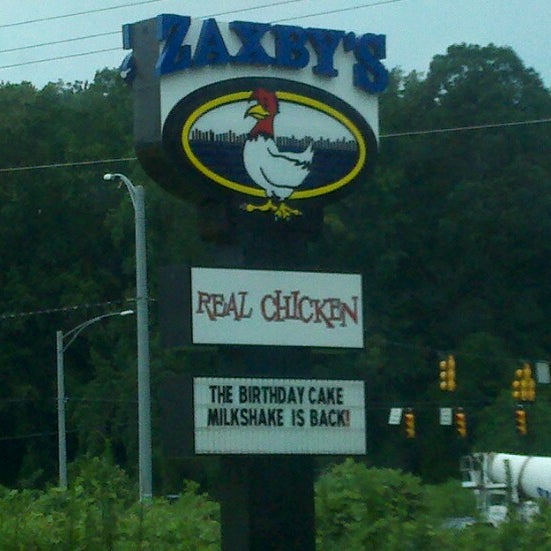 ZAXBY'S
REAL CHICKEN
THE BIRTHDAY CAKE
MILKSHAKE IS BACK!